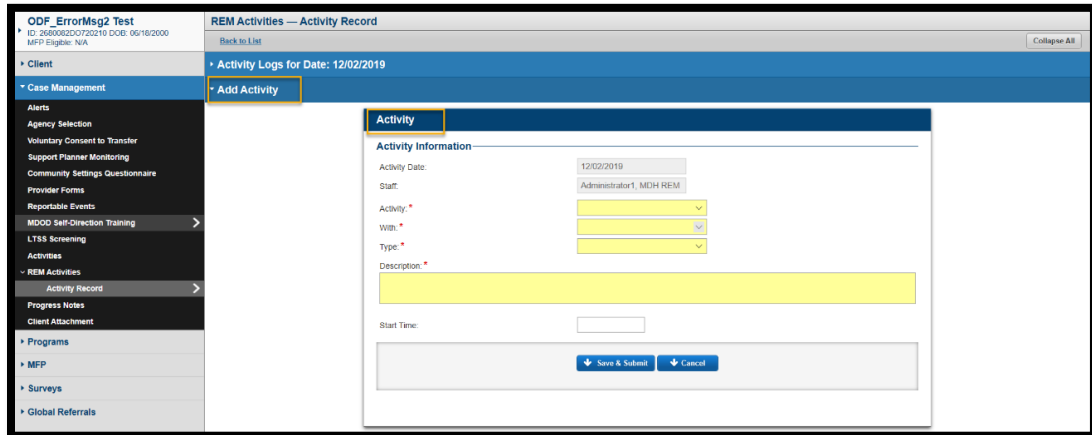 ODF_ErrorMsg2 Test
ID: 2680082DO720210 DOB: 06/18/2000
MFP Eligible: N/A
Client
Case Management
Alerts
Agency Selection
Voluntary Consent to Transfer
Support Planner Monitoring
Community Settings Questionnaire
Provider Forms
Reportable Events
MDOD Self-Direction Training
LTSS Screening
Activities
REM Activities
Activity Record
Progress Notes
Client Attachment
Programs
MFP
Surveys
Global Referrals
REM Activities — Activity Record
Back to List
Collapse All
Activity Logs for Date: 12/02/2019
Add Activity
Activity
Activity Information
Activity Date: 12/02/2019
Staff: Administrator1, MDH REM
Activity: *
With: *
Type: *
Description: *
Start Time:
Save & Submit Cancel